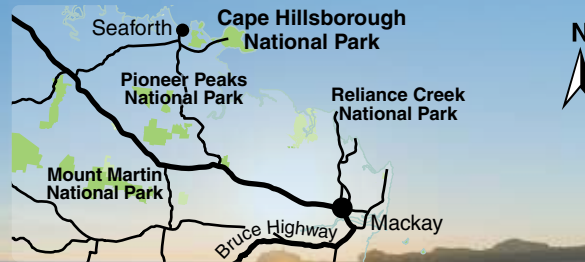 Cape Hillsborough
National Park
Seaforth
N
Pioneer Peaks
National Park
Reliance Creek
National Park
Mount Martin
National Park
Bruce Highway
Mackay